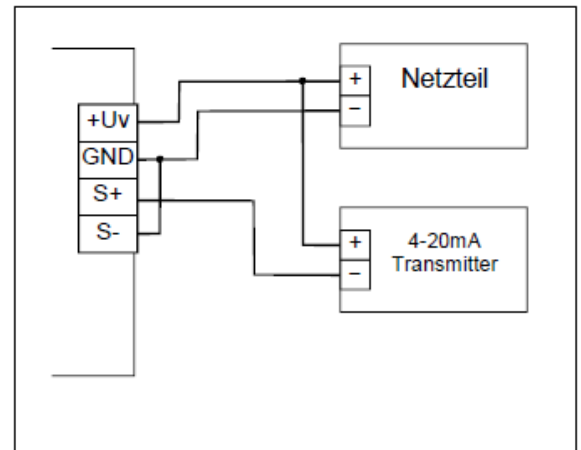 +Uv
GND
S+
S-
+
−
Netzteil
+
−
4-20mA
Transmitter